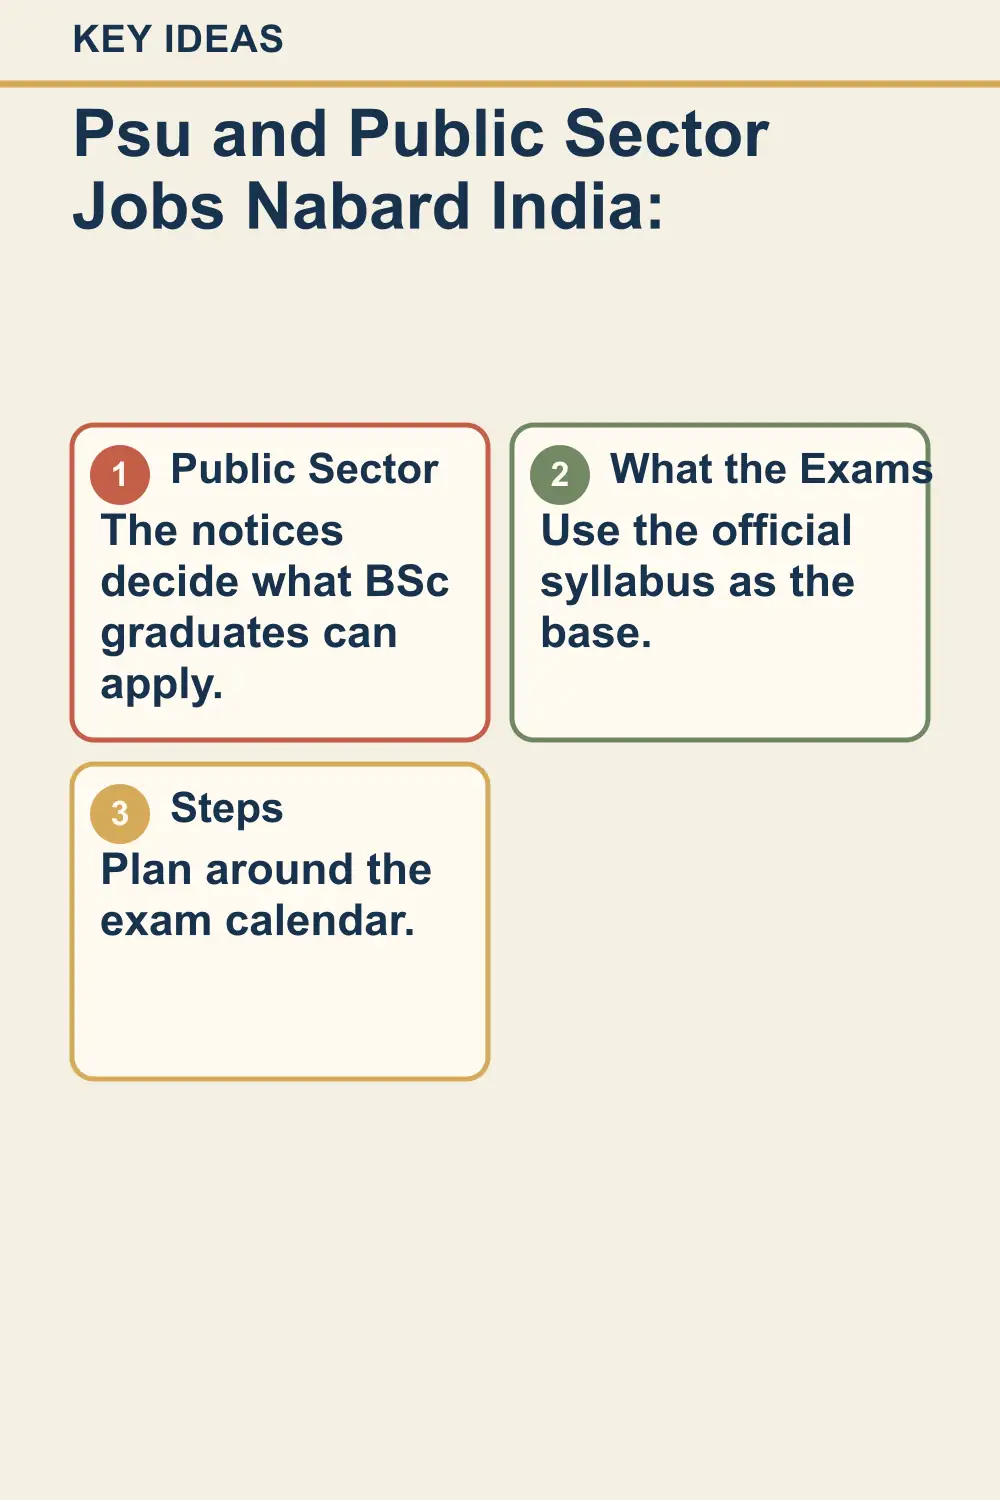 KEY IDEAS
Psu and Public Sector
Jobs Nabard India:
1 Public Sector
The notices
decide what BSc
graduates can
apply.
2 What the Exams
Use the official
syllabus as the
base.
3 Steps
Plan around the
exam calendar.